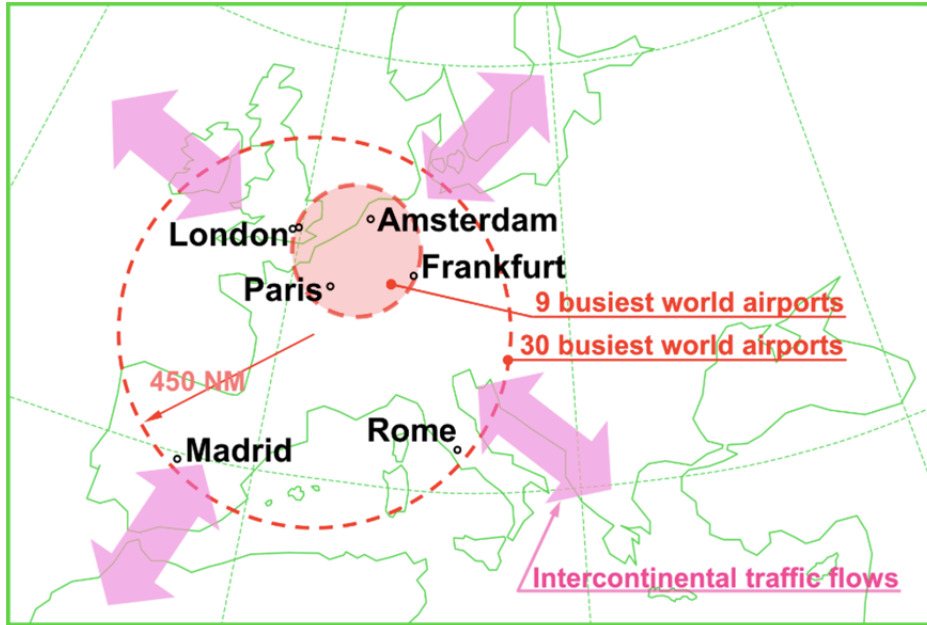 Amsterdam
London
Frankfurt
Paris
9 busiest world airports
30 busiest world airports
450 NM
Rome
Madrid
Intercontinental traffic flows